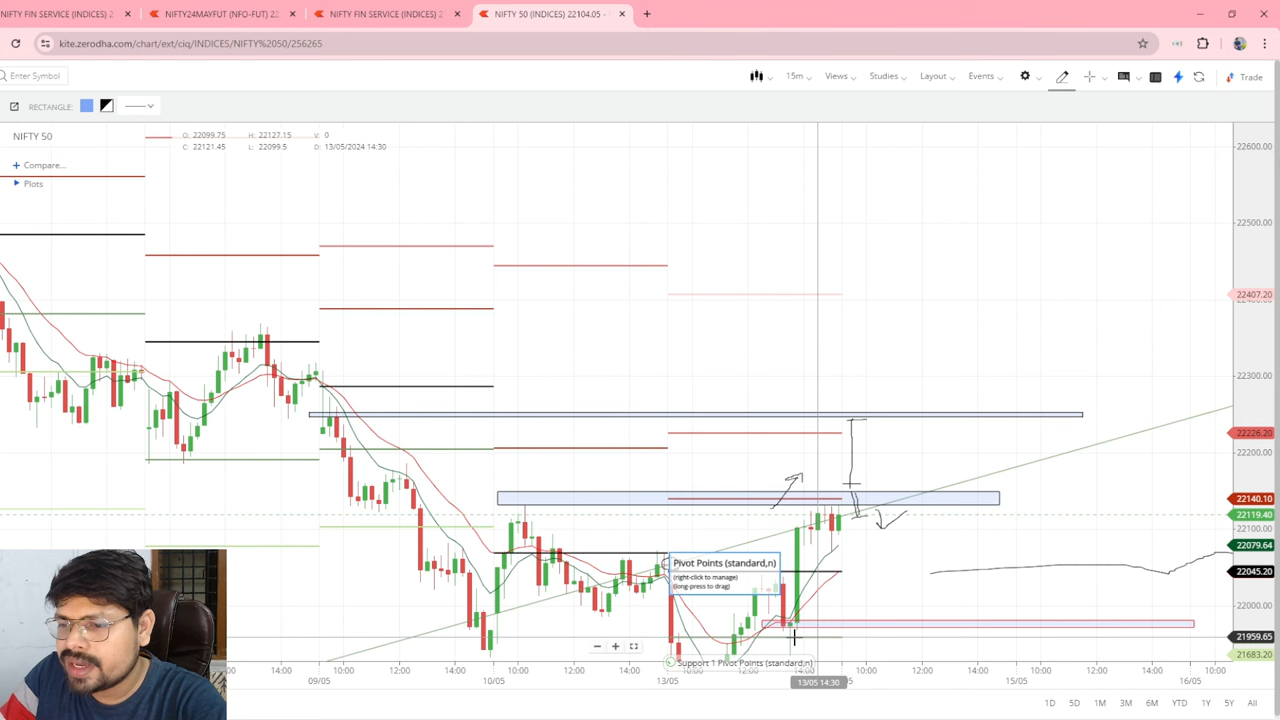 NIFTY FIN SERVICE (INDICES) 2
NIFTY24MAYFUT (NFO-FUT) 22
NIFTY FIN SERVICE (INDICES) 2
NIFTY 50 (INDICES) 22104.05 -
kite.zerodha.com/chart/ext/ciq/INDICES/NIFTY%2050/256265
Enter Symbol
15m
Views
Studies
Layout
Events
Trade
RECTANGLE:
NIFTY 50
O: 22099.75 H: 22127.15 V: 0
C: 22121.45 L: 22099.5 D: 13/05/2024 14:30
Compare...
Plots
22600.00
22500.00
22407.20
22300.00
22226.20
22200.00
22140.10
22119.40
22100.00
22079.64
22045.20
22000.00
21959.65
21683.20
Pivot Points (standard,n)
(right-click to manage)
(long-press to drag)
Support 1 Pivot Points (standard,n)
14:00 10:00 12:00 14:00 10:00 12:00 14:00 10:00 12:00 14:00 10:00 12:00 14:00 10:00 12:00 14:00 10:00
09/05 10/05 13/05 13/05 14:30 15/05 16/05
1D 5D 1M 3M 6M YTD 1Y 5Y All